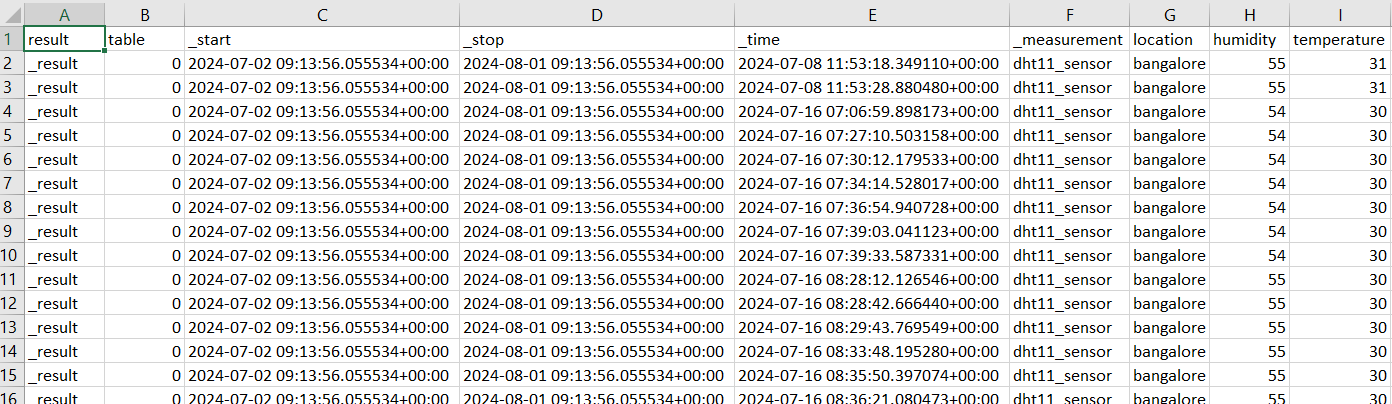 A B C D E F G H I
1 result table _start _stop _time _measurement location humidity temperature
2 _result 0 2024-07-02 09:13:56.055534+00:00 2024-08-01 09:13:56.055534+00:00 2024-07-08 11:53:18.349110+00:00 dht11_sensor bangalore 55 31
3 _result 0 2024-07-02 09:13:56.055534+00:00 2024-08-01 09:13:56.055534+00:00 2024-07-08 11:53:28.880480+00:00 dht11_sensor bangalore 55 31
4 _result 0 2024-07-02 09:13:56.055534+00:00 2024-08-01 09:13:56.055534+00:00 2024-07-16 07:06:59.898173+00:00 dht11_sensor bangalore 54 30
5 _result 0 2024-07-02 09:13:56.055534+00:00 2024-08-01 09:13:56.055534+00:00 2024-07-16 07:27:10.503158+00:00 dht11_sensor bangalore 54 30
6 _result 0 2024-07-02 09:13:56.055534+00:00 2024-08-01 09:13:56.055534+00:00 2024-07-16 07:30:12.179533+00:00 dht11_sensor bangalore 54 30
7 _result 0 2024-07-02 09:13:56.055534+00:00 2024-08-01 09:13:56.055534+00:00 2024-07-16 07:34:14.528017+00:00 dht11_sensor bangalore 54 30
8 _result 0 2024-07-02 09:13:56.055534+00:00 2024-08-01 09:13:56.055534+00:00 2024-07-16 07:36:54.940728+00:00 dht11_sensor bangalore 54 30
9 _result 0 2024-07-02 09:13:56.055534+00:00 2024-08-01 09:13:56.055534+00:00 2024-07-16 07:39:03.041123+00:00 dht11_sensor bangalore 54 30
10 _result 0 2024-07-02 09:13:56.055534+00:00 2024-08-01 09:13:56.055534+00:00 2024-07-16 07:39:33.587331+00:00 dht11_sensor bangalore 54 30
11 _result 0 2024-07-02 09:13:56.055534+00:00 2024-08-01 09:13:56.055534+00:00 2024-07-16 08:28:12.126546+00:00 dht11_sensor bangalore 55 30
12 _result 0 2024-07-02 09:13:56.055534+00:00 2024-08-01 09:13:56.055534+00:00 2024-07-16 08:28:42.666440+00:00 dht11_sensor bangalore 55 30
13 _result 0 2024-07-02 09:13:56.055534+00:00 2024-08-01 09:13:56.055534+00:00 2024-07-16 08:29:43.769549+00:00 dht11_sensor bangalore 55 30
14 _result 0 2024-07-02 09:13:56.055534+00:00 2024-08-01 09:13:56.055534+00:00 2024-07-16 08:33:48.195280+00:00 dht11_sensor bangalore 55 30
15 _result 0 2024-07-02 09:13:56.055534+00:00 2024-08-01 09:13:56.055534+00:00 2024-07-16 08:35:50.397074+00:00 dht11_sensor bangalore 55 30
16 _result 0 2024-07-02 09:13:56.055534+00:00 2024-08-01 09:13:56.055534+00:00 2024-07-16 08:36:21.080473+00:00 dht11_sensor bangalore 55 30